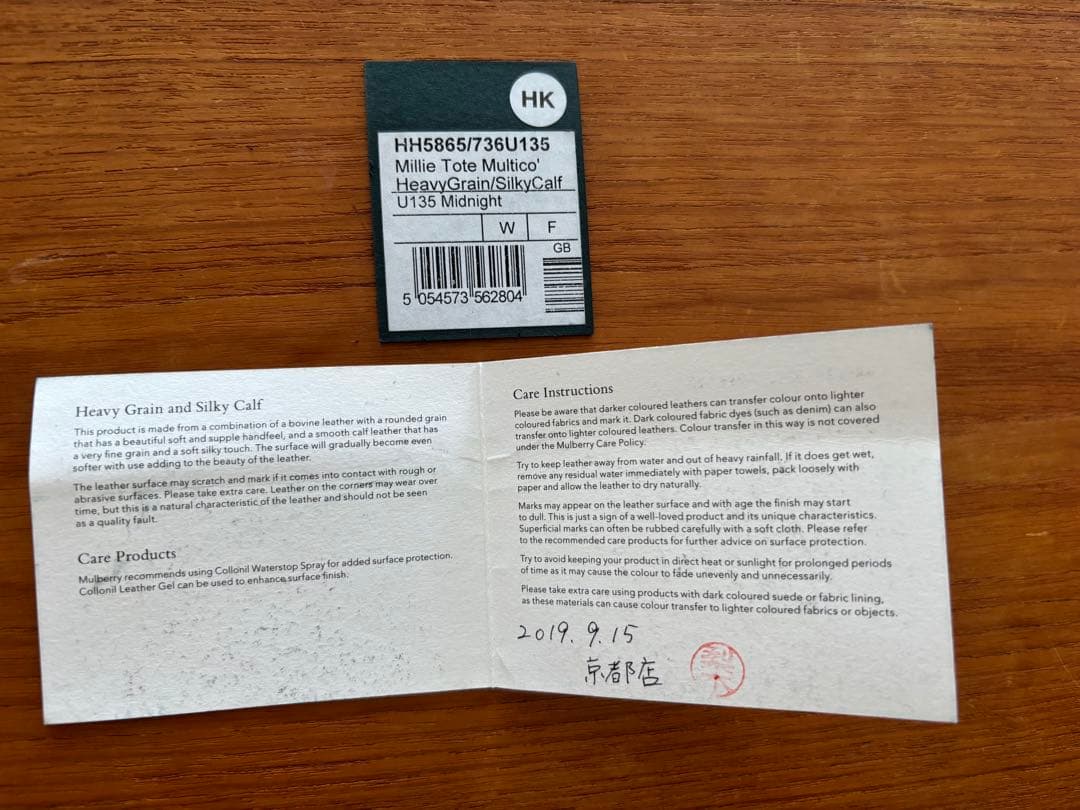 HK
HH5865/736U135
Millie Tote Multico'
HeavyGrain/SilkyCalf
U135 Midnight
W F
GB
5 054573 562804
Heavy Grain and Silky Calf
This product is made from a combination of a bovine leather with a rounded grain
that has a beautiful soft and supple handfeel, and a smooth calf leather that has
a very fine grain and a soft silky touch. The surface will gradually become even
softer with use adding to the beauty of the leather.
The leather surface may scratch and mark if it comes into contact with rough or
abrasive surfaces. Please take extra care. Leather on the corners may wear over
time, but this is a natural characteristic of the leather and should not be seen
as a quality fault.
Care Products
Mulberry recommends using Collonil Waterstop Spray for added surface protection.
Collonil Leather Gel can be used to enhance surface finish.
Care Instructions
Please be aware that darker coloured leathers can transfer colour onto lighter
coloured fabrics and mark it. Dark coloured fabric dyes (such as denim) can also
transfer onto lighter coloured leathers. Colour transfer in this way is not covered
under the Mulberry Care Policy.
Try to keep leather away from water and out of heavy rainfall. If it does get wet,
remove any residual water immediately with paper towels, pack loosely with
paper and allow the leather to dry naturally.
Marks may appear on the leather surface and with age the finish may start
to dull. This is just a sign of a well-loved product and its unique characteristics.
Superficial marks can often be rubbed carefully with a soft cloth. Please refer
to the recommended care products for further advice on surface protection.
Try to avoid keeping your product in direct heat or sunlight for prolonged periods
of time as it may cause the colour to fade unevenly and unnecessarily.
Please take extra care using products with dark coloured suede or fabric lining,
as these materials can cause colour transfer to lighter coloured fabrics or objects.
2019. 9. 15
京都店